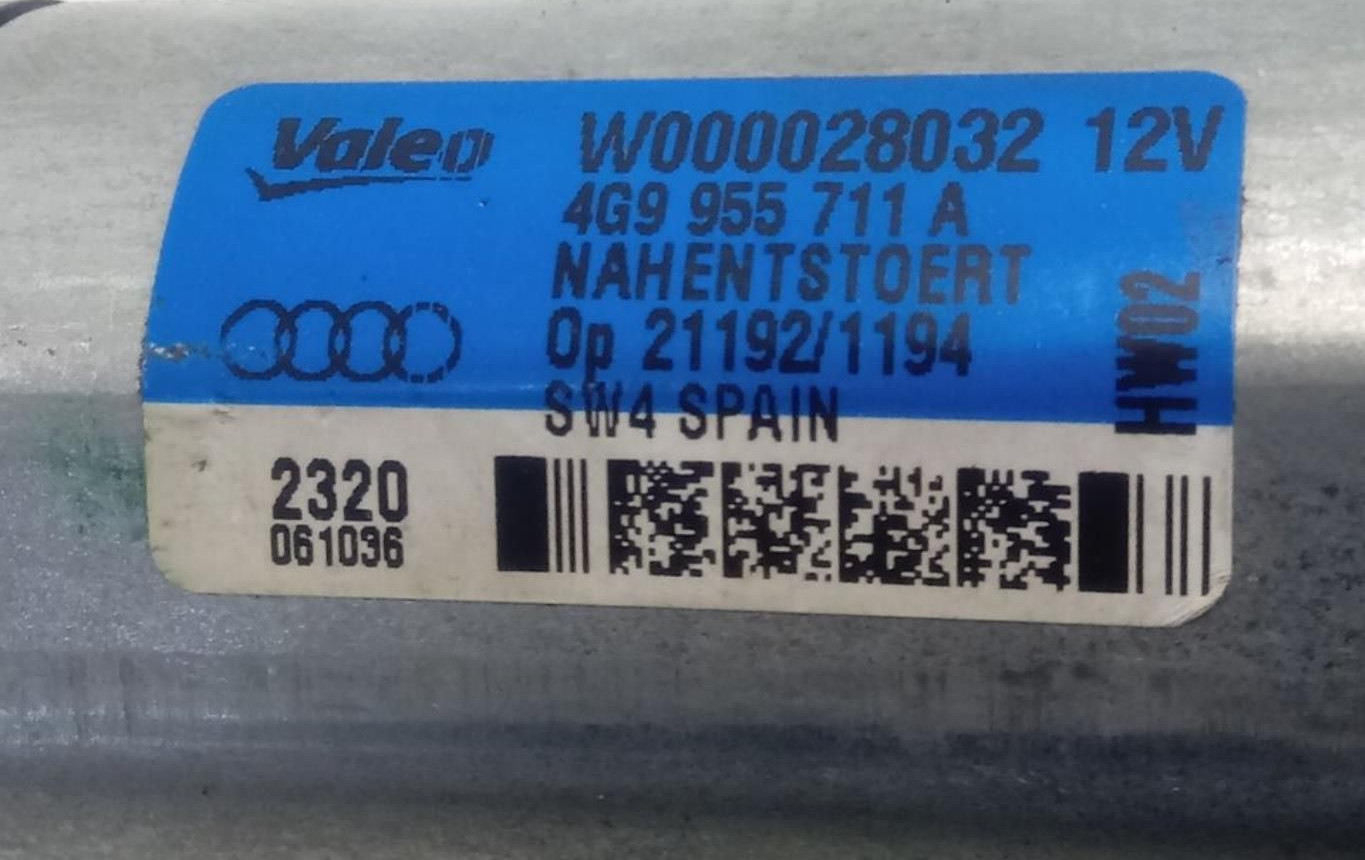 Valeo W000028032 12V
4G9 955 711 A
NAHENTSTOERT
Op 21192/1194
SW4 SPAIN
HW02
2320
061036